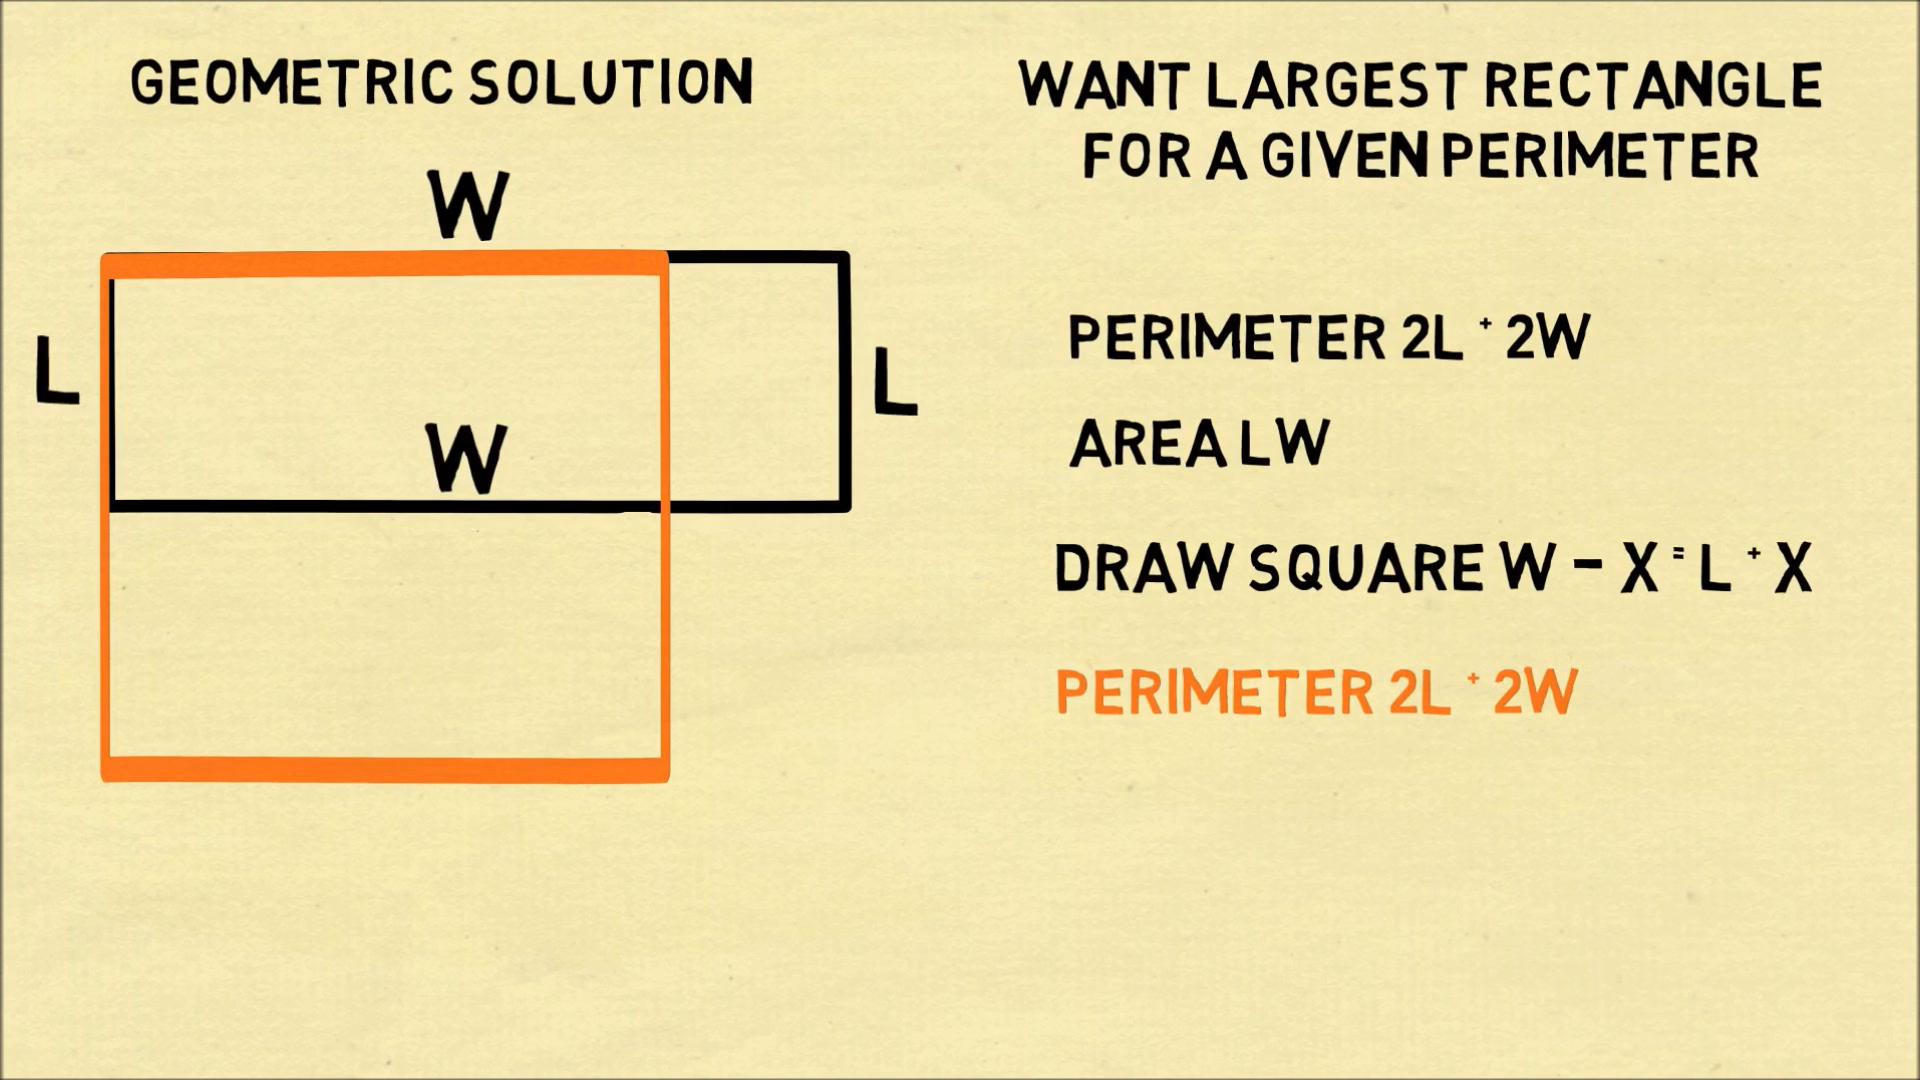 GEOMETRIC SOLUTION
W
L
W
L
WANT LARGEST RECTANGLE
FOR A GIVEN PERIMETER
PERIMETER 2L + 2W
AREA LW
DRAW SQUARE W - X = L + X
PERIMETER 2L + 2W